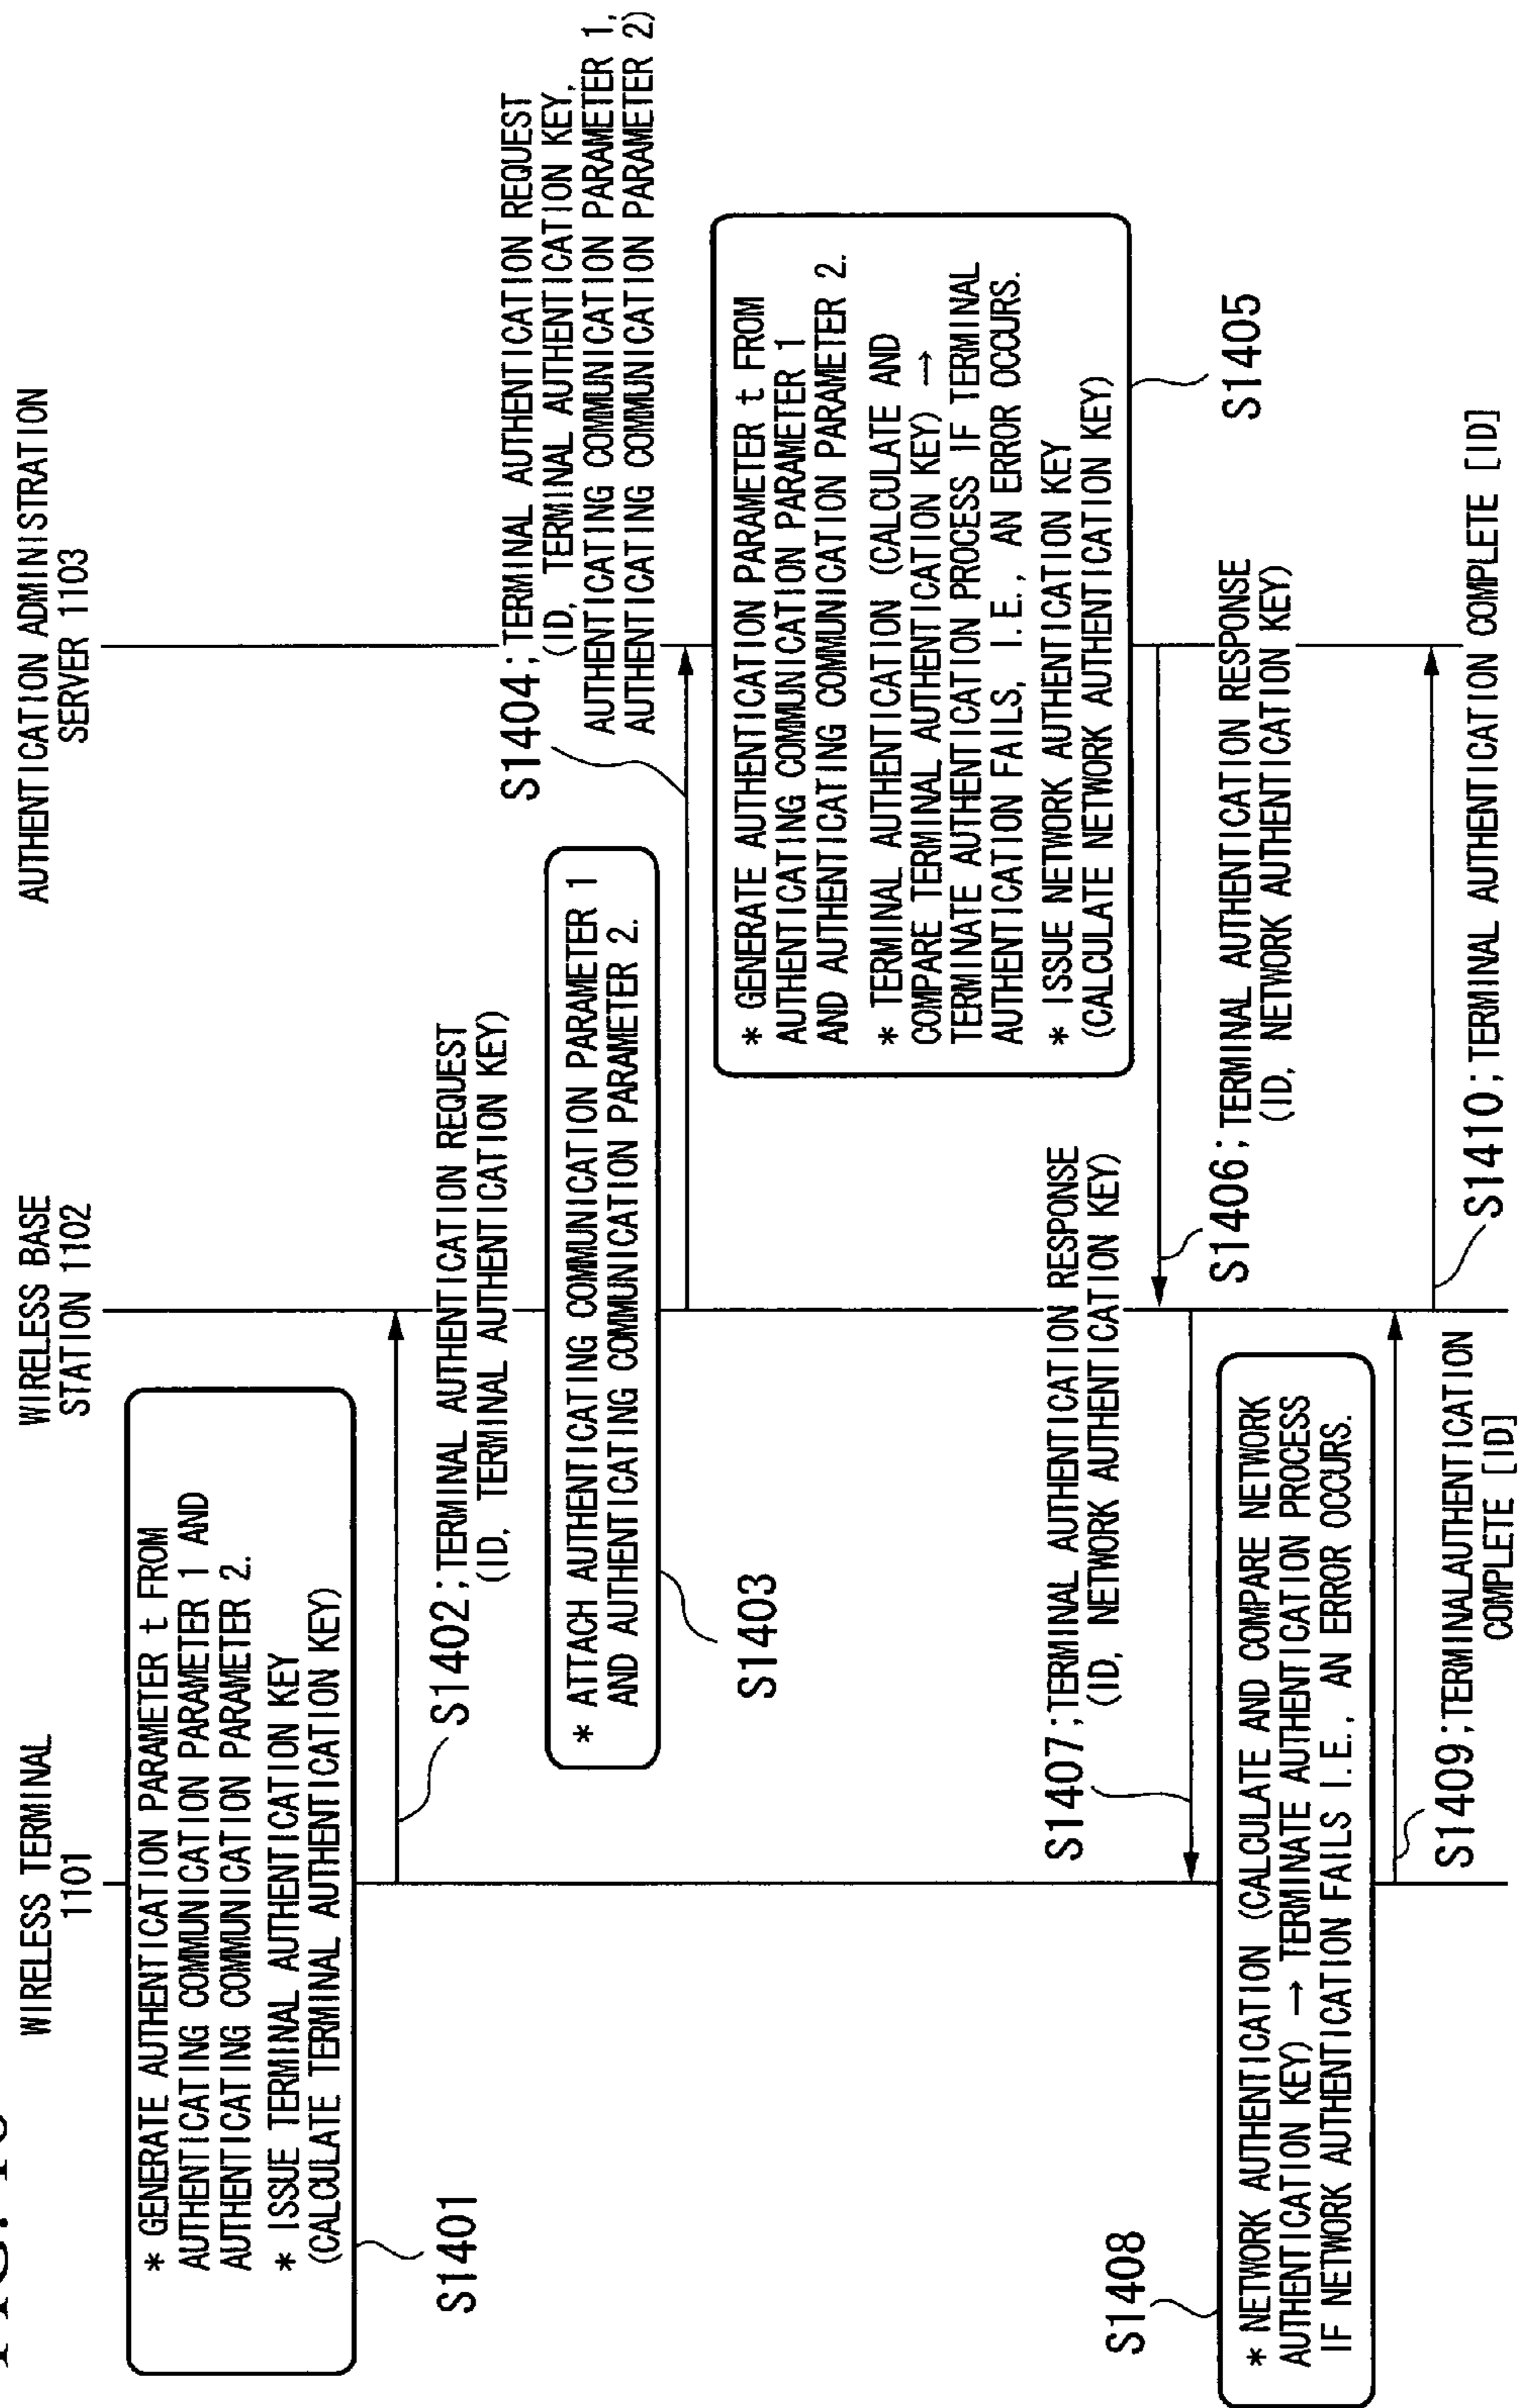 WIRELESS TERMINAL
1101
WIRELESS BASE
STATION 1102
AUTHENTICATION ADMINISTRATION
SERVER 1103
* GENERATE AUTHENTICATION PARAMETER t FROM
AUTHENTICATING COMMUNICATION PARAMETER 1 AND
AUTHENTICATING COMMUNICATION PARAMETER 2.
* ISSUE TERMINAL AUTHENTICATION KEY
(CALCULATE TERMINAL AUTHENTICATION KEY)
S1401
S1402;TERMINAL AUTHENTICATION REQUEST
(ID, TERMINAL AUTHENTICATION KEY)
* ATTACH AUTHENTICATING COMMUNICATION PARAMETER 1
AND AUTHENTICATING COMMUNICATION PARAMETER 2.
S1403
S1404;TERMINAL AUTHENTICATION REQUEST
(ID, TERMINAL AUTHENTICATION KEY,
AUTHENTICATING COMMUNICATION PARAMETER 1,
AUTHENTICATING COMMUNICATION PARAMETER 2)
* GENERATE AUTHENTICATION PARAMETER t FROM
AUTHENTICATING COMMUNICATION PARAMETER 1
AND AUTHENTICATING COMMUNICATION PARAMETER 2.
* TERMINAL AUTHENTICATION (CALCULATE AND
COMPARE TERMINAL AUTHENTICATION KEY) →
TERMINATE AUTHENTICATION PROCESS IF TERMINAL
AUTHENTICATION FAILS, I.E., AN ERROR OCCURS.
* ISSUE NETWORK AUTHENTICATION KEY
(CALCULATE NETWORK AUTHENTICATION KEY)
S1405
S1406;TERMINAL AUTHENTICATION RESPONSE
(ID, NETWORK AUTHENTICATION KEY)
S1407;TERMINAL AUTHENTICATION RESPONSE
(ID, NETWORK AUTHENTICATION KEY)
S1408
* NETWORK AUTHENTICATION (CALCULATE AND COMPARE NETWORK
AUTHENTICATION KEY) → TERMINATE AUTHENTICATION PROCESS
IF NETWORK AUTHENTICATION FAILS I.E., AN ERROR OCCURS.
S1409;TERMINALAUTHENTICATION
COMPLETE [ID]
S1410;TERMINAL AUTHENTICATION COMPLETE [ID]